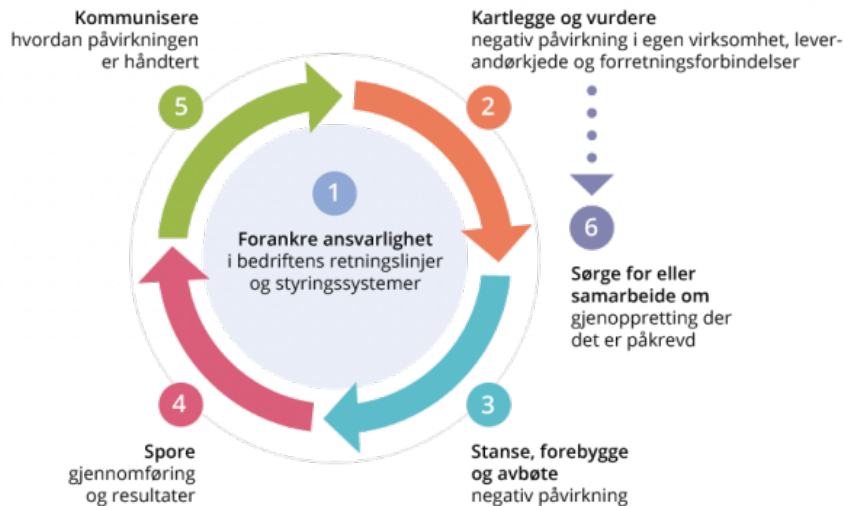 1
Forankre ansvarlighet
i bedriftens retningslinjer
og styringssystemer
2
Kartlegge og vurdere
negativ påvirkning i egen virksomhet, lever-
andørkjede og forretningsforbindelser
3
Stanse, forebygge
og avbøte
negativ påvirkning
4
Spore
gjennomføring
og resultater
5
Kommunisere
hvordan påvirkningen
er håndtert
6
Sørge for eller
samarbeide om
gjenoppretting der
det er påkrevd